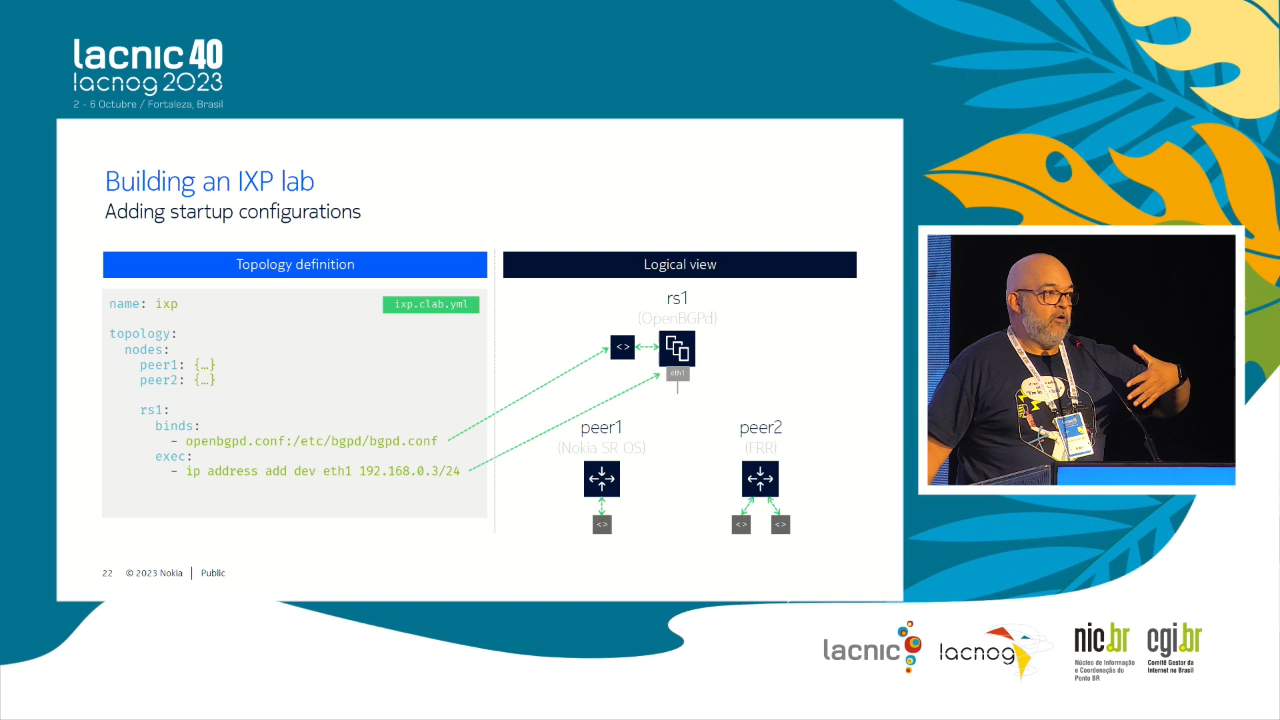 lacnic 40
lacnog 2023
2 - 6 Octubre / Fortaleza, Brasil
Building an IXP lab
Adding startup configurations
Topology definition
Logical view
name: ixp
ixp.clab.yml
topology:
nodes:
peer1: {…}
peer2: {…}
rs1:
binds:
- openbgpd.conf:/etc/bgpd/bgpd.conf
exec:
- ip address add dev eth1 192.168.0.3/24
rs1
(OpenBGPd)
<>
eth1
peer1
(Nokia SR OS)
<>
peer2
(FRR)
<>
<>
22 © 2023 Nokia | Public
lacnic
lacnog
nic.br
Núcleo de Informação
e Coordenação do
Ponto BR
cgi.br
Comitê Gestor da
Internet no Brasil